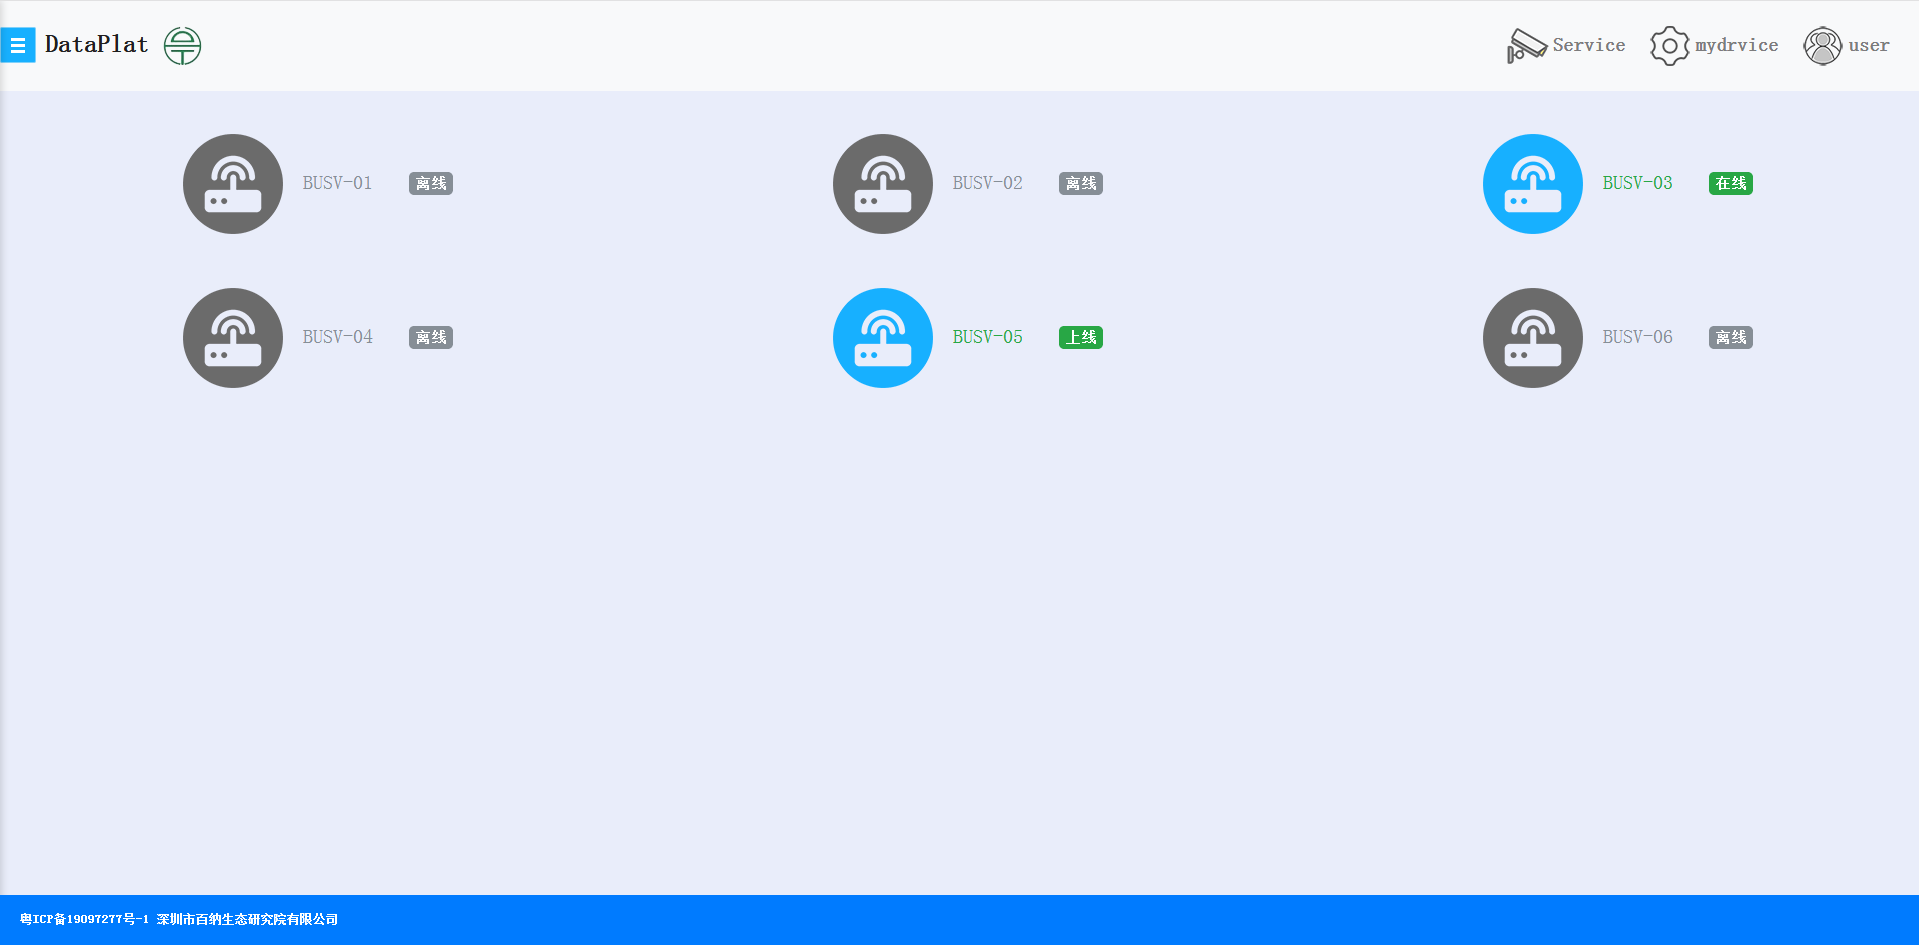 DataPlat
Service
mydrvice
user
BUSV-01 离线
BUSV-02 离线
BUSV-03 在线
BUSV-04 离线
BUSV-05 上线
BUSV-06 离线
粤ICP备19097277号-1 深圳市百纳生态研究院有限公司